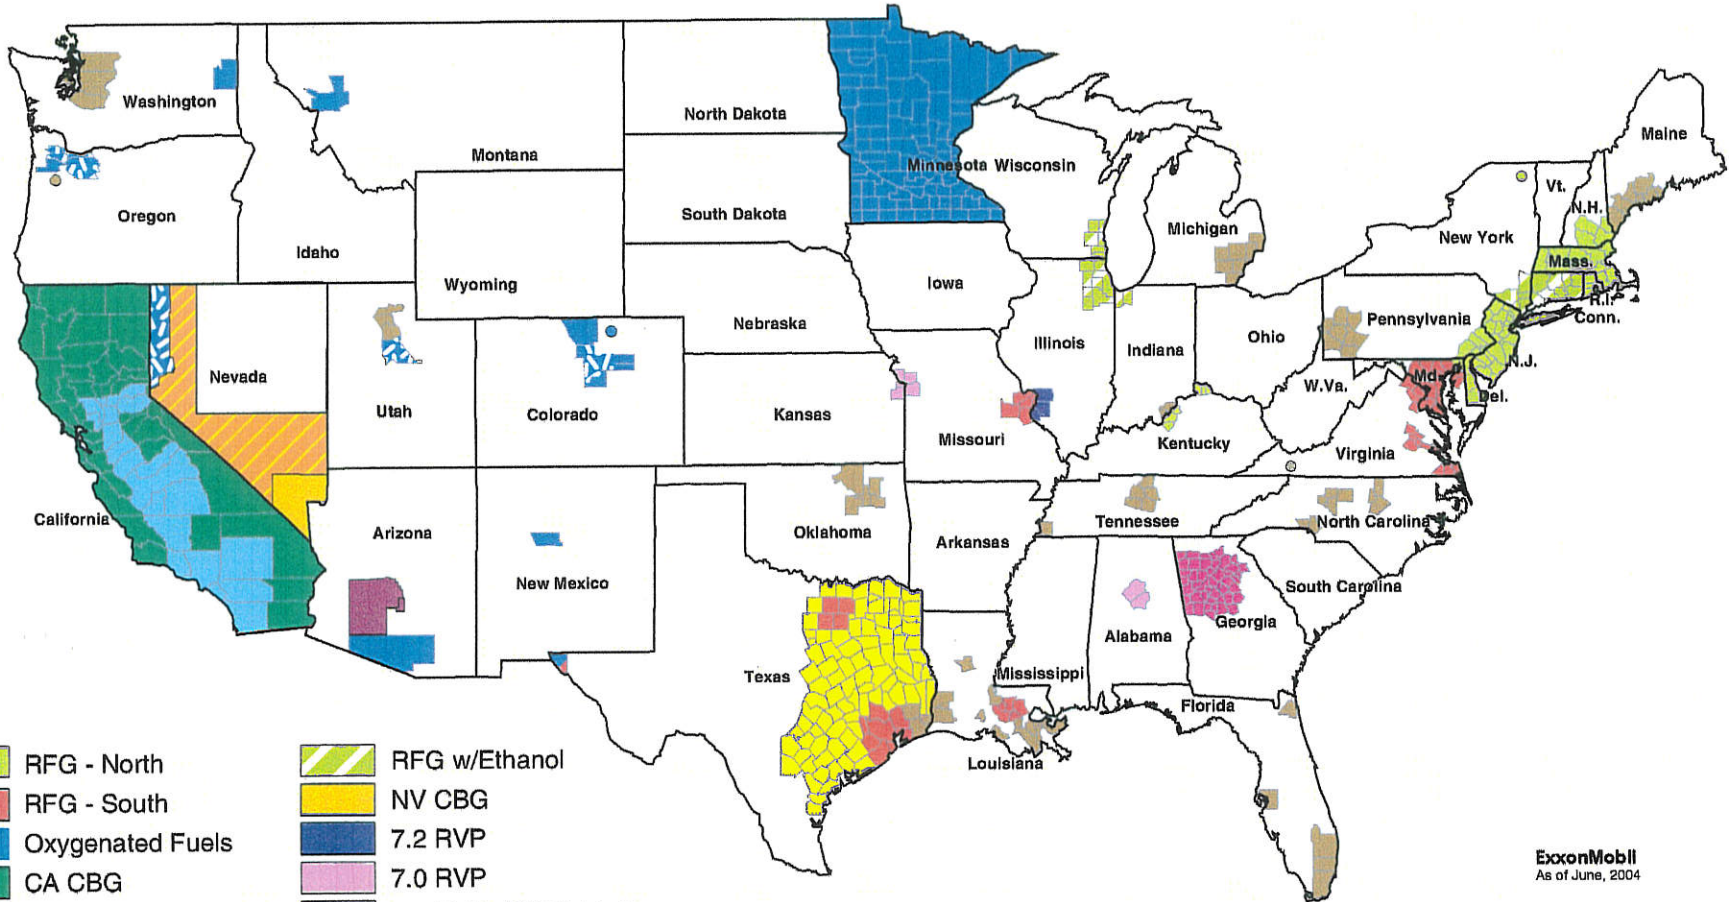 Washington
Montana
North Dakota
Minnesota
Wisconsin
Michigan
Maine
Vt.
N.H.
New York
Mass.
R.I.
Conn.
Oregon
Idaho
Wyoming
South Dakota
Iowa
Nebraska
Illinois
Indiana
Ohio
Pennsylvania
N.J.
Md.
Del.
W.Va.
Virginia
Nevada
Utah
Colorado
Kansas
Missouri
Kentucky
California
Arizona
New Mexico
Oklahoma
Arkansas
Tennessee
North Carolina
South Carolina
Georgia
Alabama
Mississippi
Texas
Louisiana
Florida
RFG - North
RFG - South
Oxygenated Fuels
CA CBG
RFG w/Ethanol
NV CBG
7.2 RVP
7.0 RVP
ExxonMobil
As of June, 2004